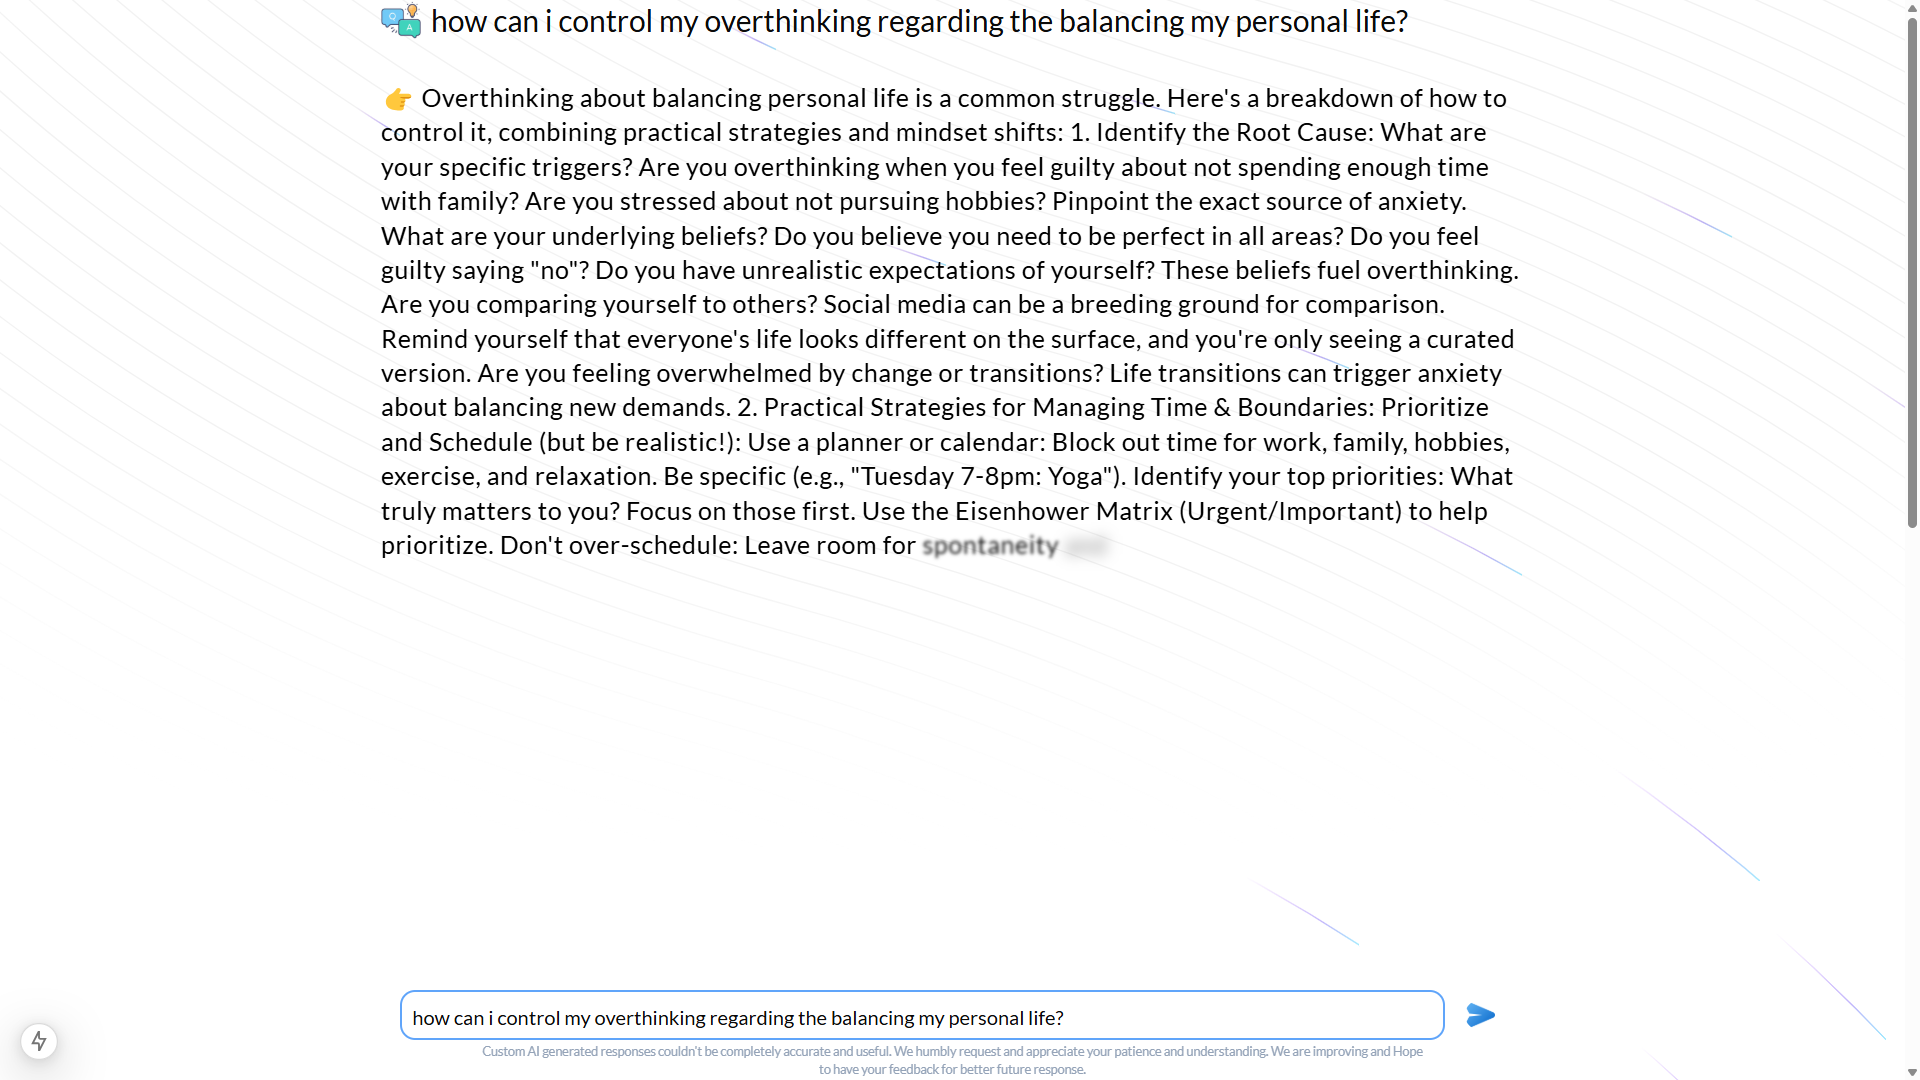 how can i control my overthinking regarding the balancing my personal life?
Overthinking about balancing personal life is a common struggle. Here's a breakdown of how to
control it, combining practical strategies and mindset shifts: 1. Identify the Root Cause: What are
your specific triggers? Are you overthinking when you feel guilty about not spending enough time
with family? Are you stressed about not pursuing hobbies? Pinpoint the exact source of anxiety.
What are your underlying beliefs? Do you believe you need to be perfect in all areas? Do you feel
guilty saying "no"? Do you have unrealistic expectations of yourself? These beliefs fuel overthinking.
Are you comparing yourself to others? Social media can be a breeding ground for comparison.
Remind yourself that everyone's life looks different on the surface, and you're only seeing a curated
version. Are you feeling overwhelmed by change or transitions? Life transitions can trigger anxiety
about balancing new demands. 2. Practical Strategies for Managing Time & Boundaries: Prioritize
and Schedule (but be realistic!): Use a planner or calendar: Block out time for work, family, hobbies,
exercise, and relaxation. Be specific (e.g., "Tuesday 7-8pm: Yoga"). Identify your top priorities: What
truly matters to you? Focus on those first. Use the Eisenhower Matrix (Urgent/Important) to help
prioritize. Don't over-schedule: Leave room for spontaneity
how can i control my overthinking regarding the balancing my personal life?
Custom AI generated responses couldn't be completely accurate and useful. We humbly request and appreciate your patience and understanding. We are improving and Hope
to have your feedback for better future response.